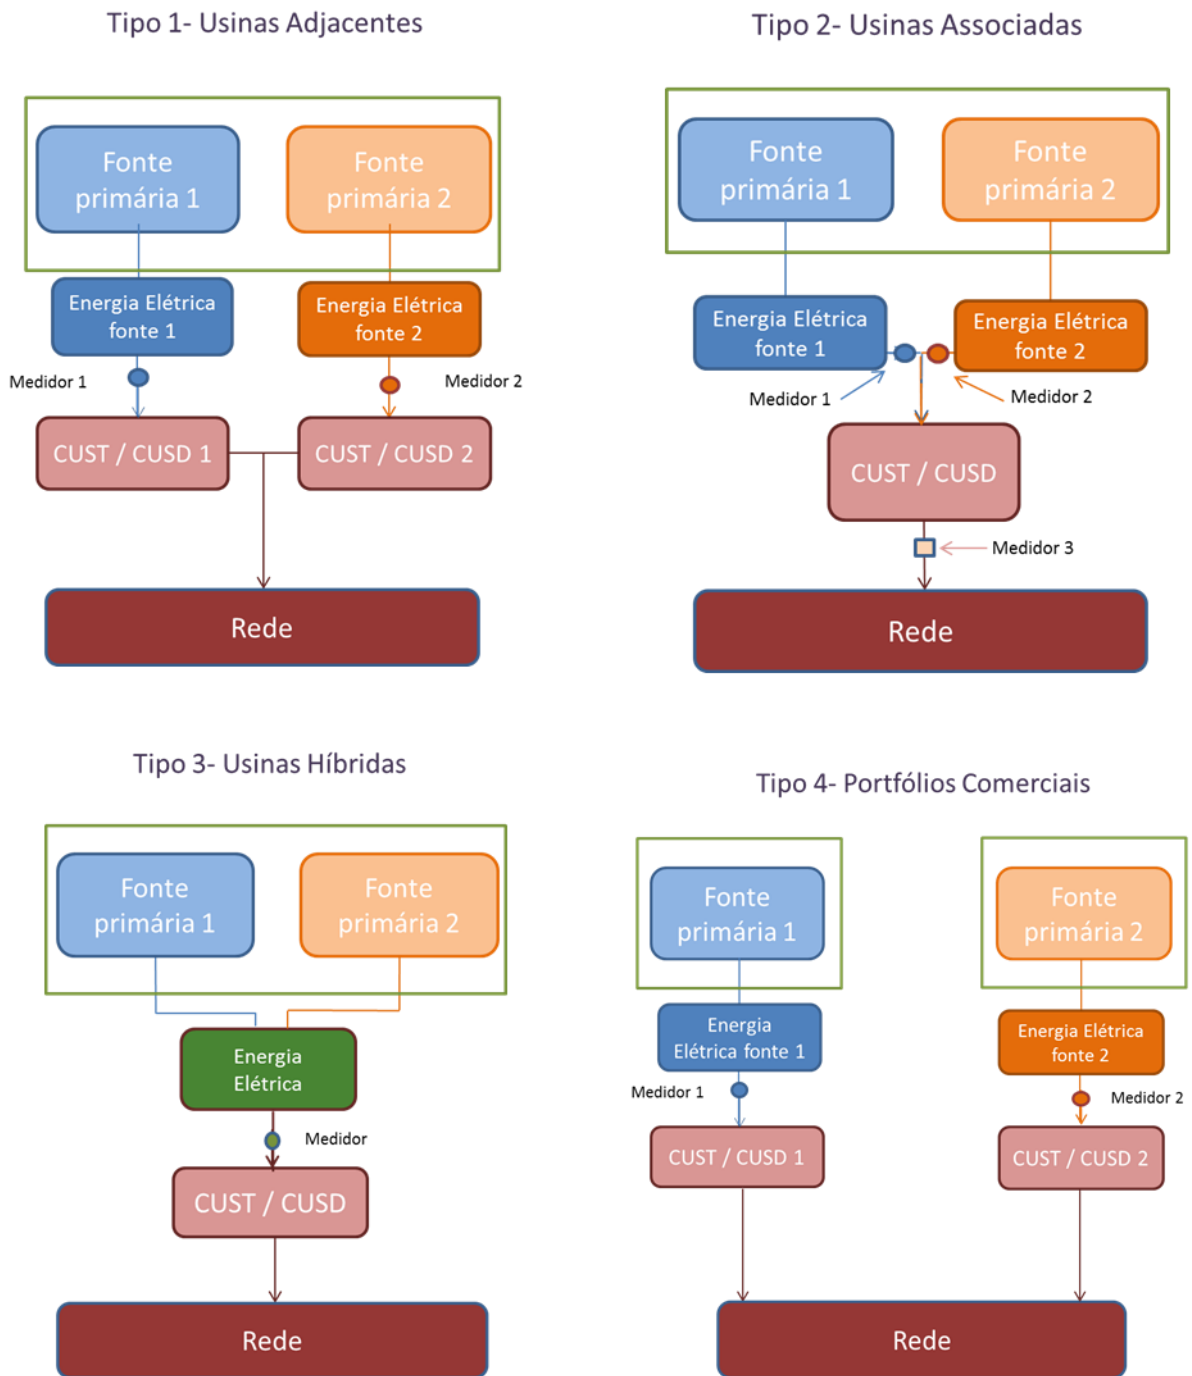 Tipo 1- Usinas Adjacentes
Fonte
primária 1
Fonte
primária 2
Energia Elétrica
fonte 1
Energia Elétrica
fonte 2
Medidor 1
Medidor 2
CUST / CUSD 1
CUST / CUSD 2
Rede
Tipo 2- Usinas Associadas
Fonte
primária 1
Fonte
primária 2
Energia Elétrica
fonte 1
Energia Elétrica
fonte 2
Medidor 1
Medidor 2
CUST / CUSD
Medidor 3
Rede
Tipo 3- Usinas Híbridas
Fonte
primária 1
Fonte
primária 2
Energia
Elétrica
Medidor
CUST / CUSD
Rede
Tipo 4- Portfólios Comerciais
Fonte
primária 1
Fonte
primária 2
Energia
Elétrica fonte 1
Energia Elétrica
fonte 2
Medidor 1
Medidor 2
CUST / CUSD 1
CUST / CUSD 2
Rede